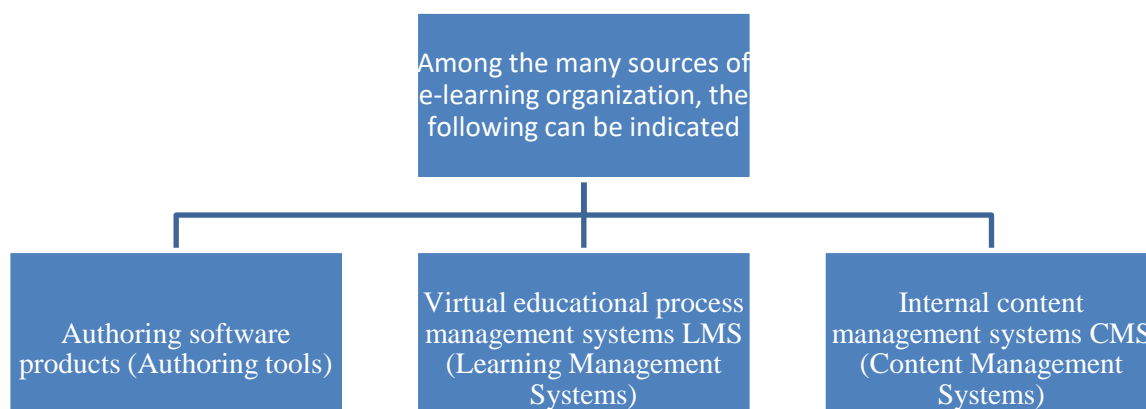 Among the many sources of
e-learning organization, the
following can be indicated
Authoring software
products (Authoring tools)
Virtual educational process
management systems LMS
(Learning Management
Systems)
Internal content
management systems CMS
(Content Management
Systems)